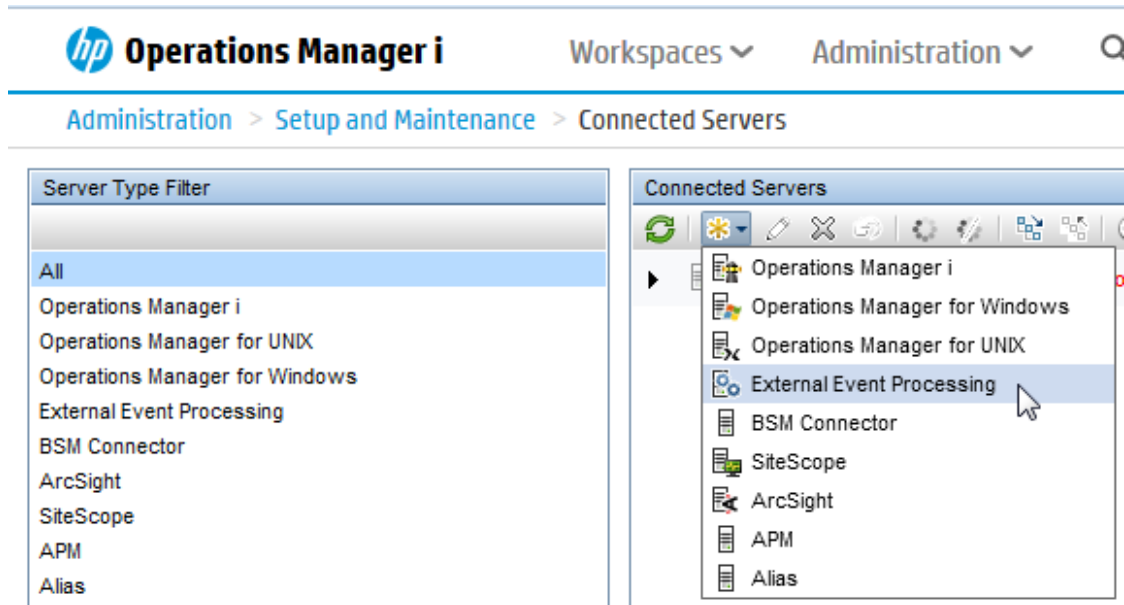 hp Operations Manager i Workspaces Administration
Administration > Setup and Maintenance > Connected Servers
Server Type Filter
All
Operations Manager i
Operations Manager for UNIX
Operations Manager for Windows
External Event Processing
BSM Connector
ArcSight
SiteScope
APM
Alias
Connected Servers
Operations Manager i
Operations Manager for Windows
Operations Manager for UNIX
External Event Processing
BSM Connector
SiteScope
ArcSight
APM
Alias